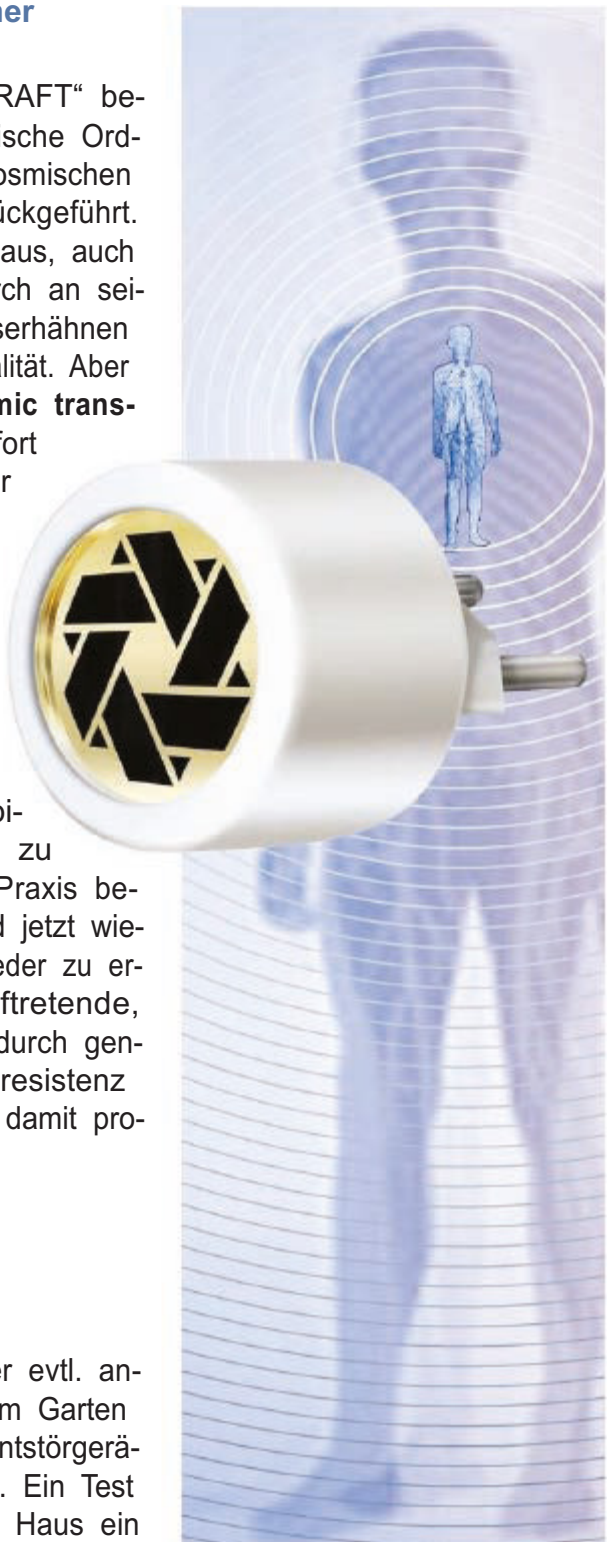 ner
RAFT“ be-
ische Ord-
osmischen
ückgeführt.
aus, auch
rch an sei-
serhähnen
alität. Aber
mic trans-
fort
r
pi-
zu
Praxis be-
d jetzt wie-
eder zu er-
ftretende,
durch gen-
resistenz
damit pro-
er evtl. an-
m Garten
ntstörgerä-
. Ein Test
Haus ein